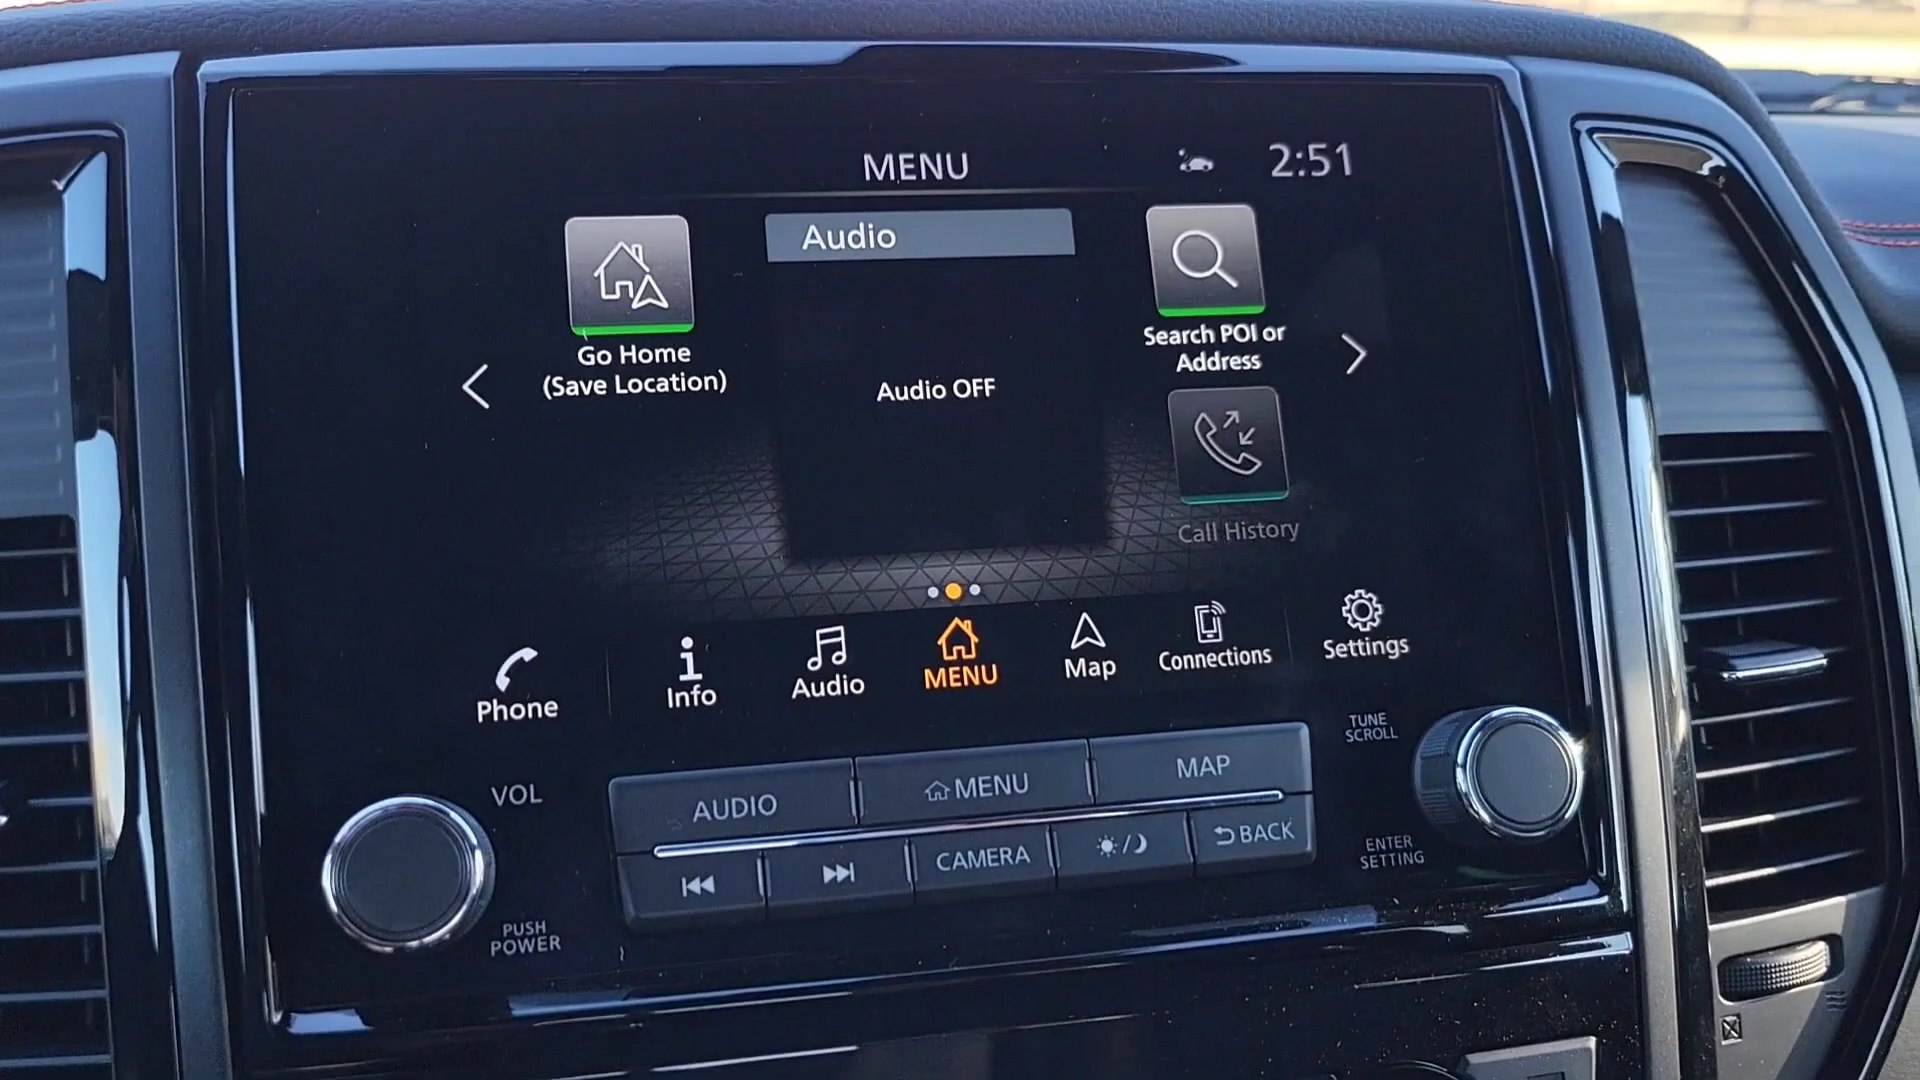 MENU
2:51
Audio
Go Home
(Save Location)
Audio OFF
Search POI or
Address
Call History
Phone
Info
Audio
MENU
Map
Connections
Settings
VOL
PUSH
POWER
AUDIO
MENU
MAP
CAMERA
BACK
TUNE
SCROLL
ENTER
SETTING